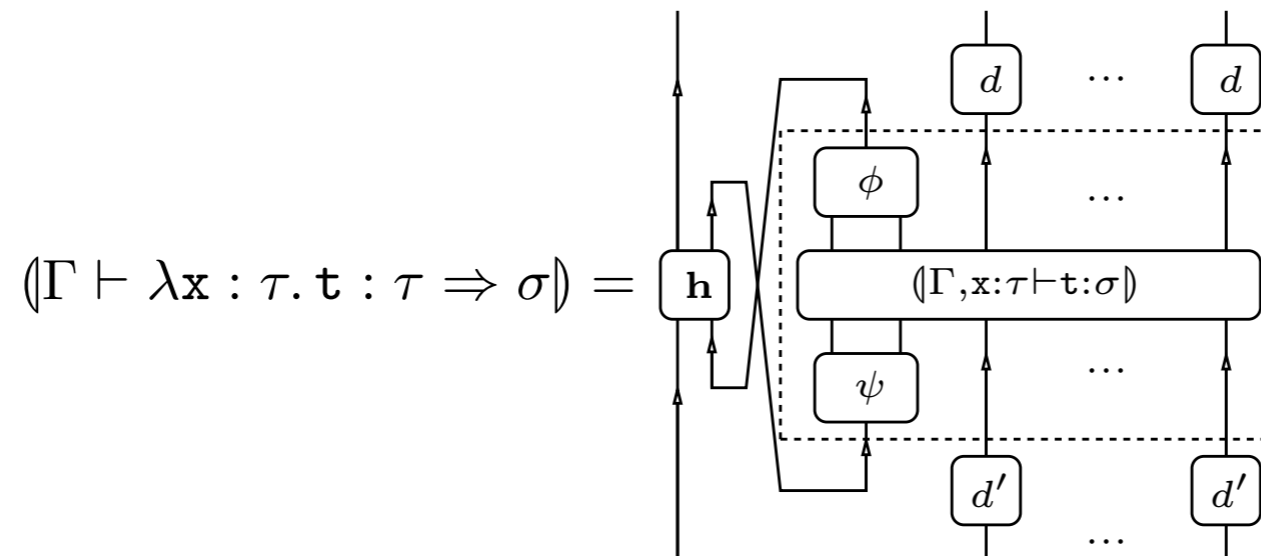 d ... d
ϕ ...
(|Γ ⊢ λx : τ. t : τ ⇒ σ|) = h (|Γ,x:τ⊢t:σ|)
ψ ...
d′ d′
...